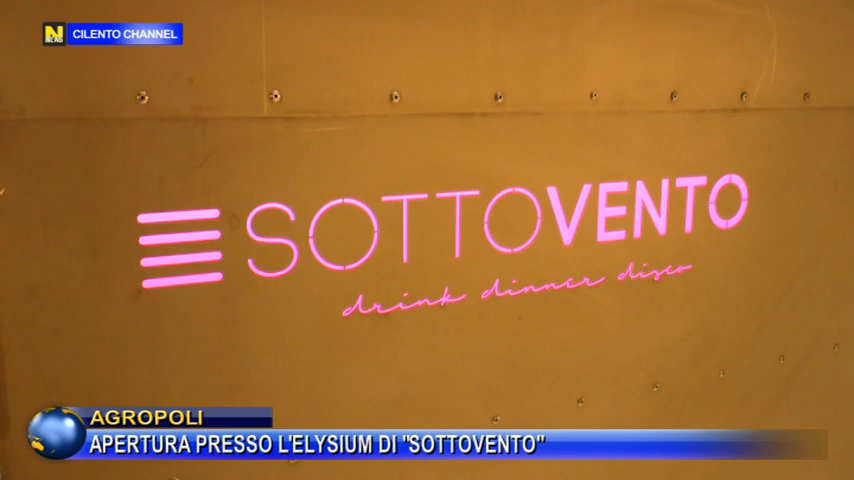 CILENTO CHANNEL
SOTTOVENTO
drink dinner disco
AGROPOLI
APERTURA PRESSO L'ELYSIUM DI "SOTTOVENTO"